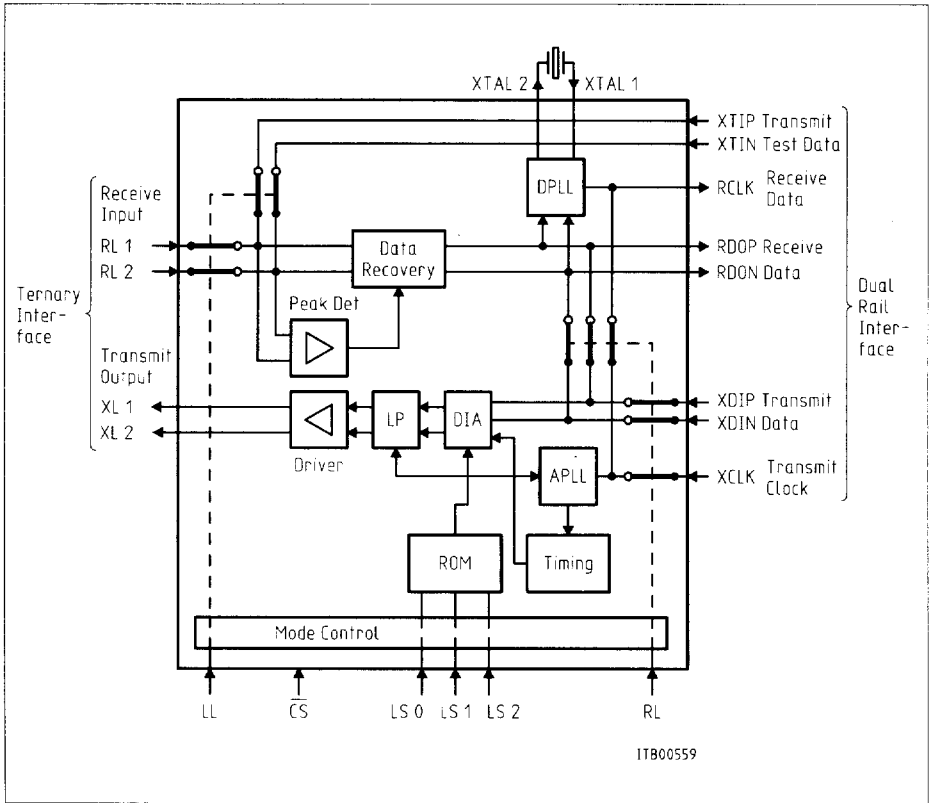 XTAL 2
XTAL 1
XTIP Transmit
XTIN Test Data
Receive
Input
DPLL
RCLK Receive
Data
RL 1
RL 2
Data
Recovery
RDOP Receive
RDON Data
Ternary
Inter-
face
Peak Det
Dual
Rail
Inter-
face
Transmit
Output
XL 1
XL 2
LP
DIA
Driver
XDIP Transmit
XDIN Data
APLL
XCLK Transmit
Clock
ROM
Timing
Mode Control
LL
CS
LS 0
LS 1
LS 2
RL
ITB00559